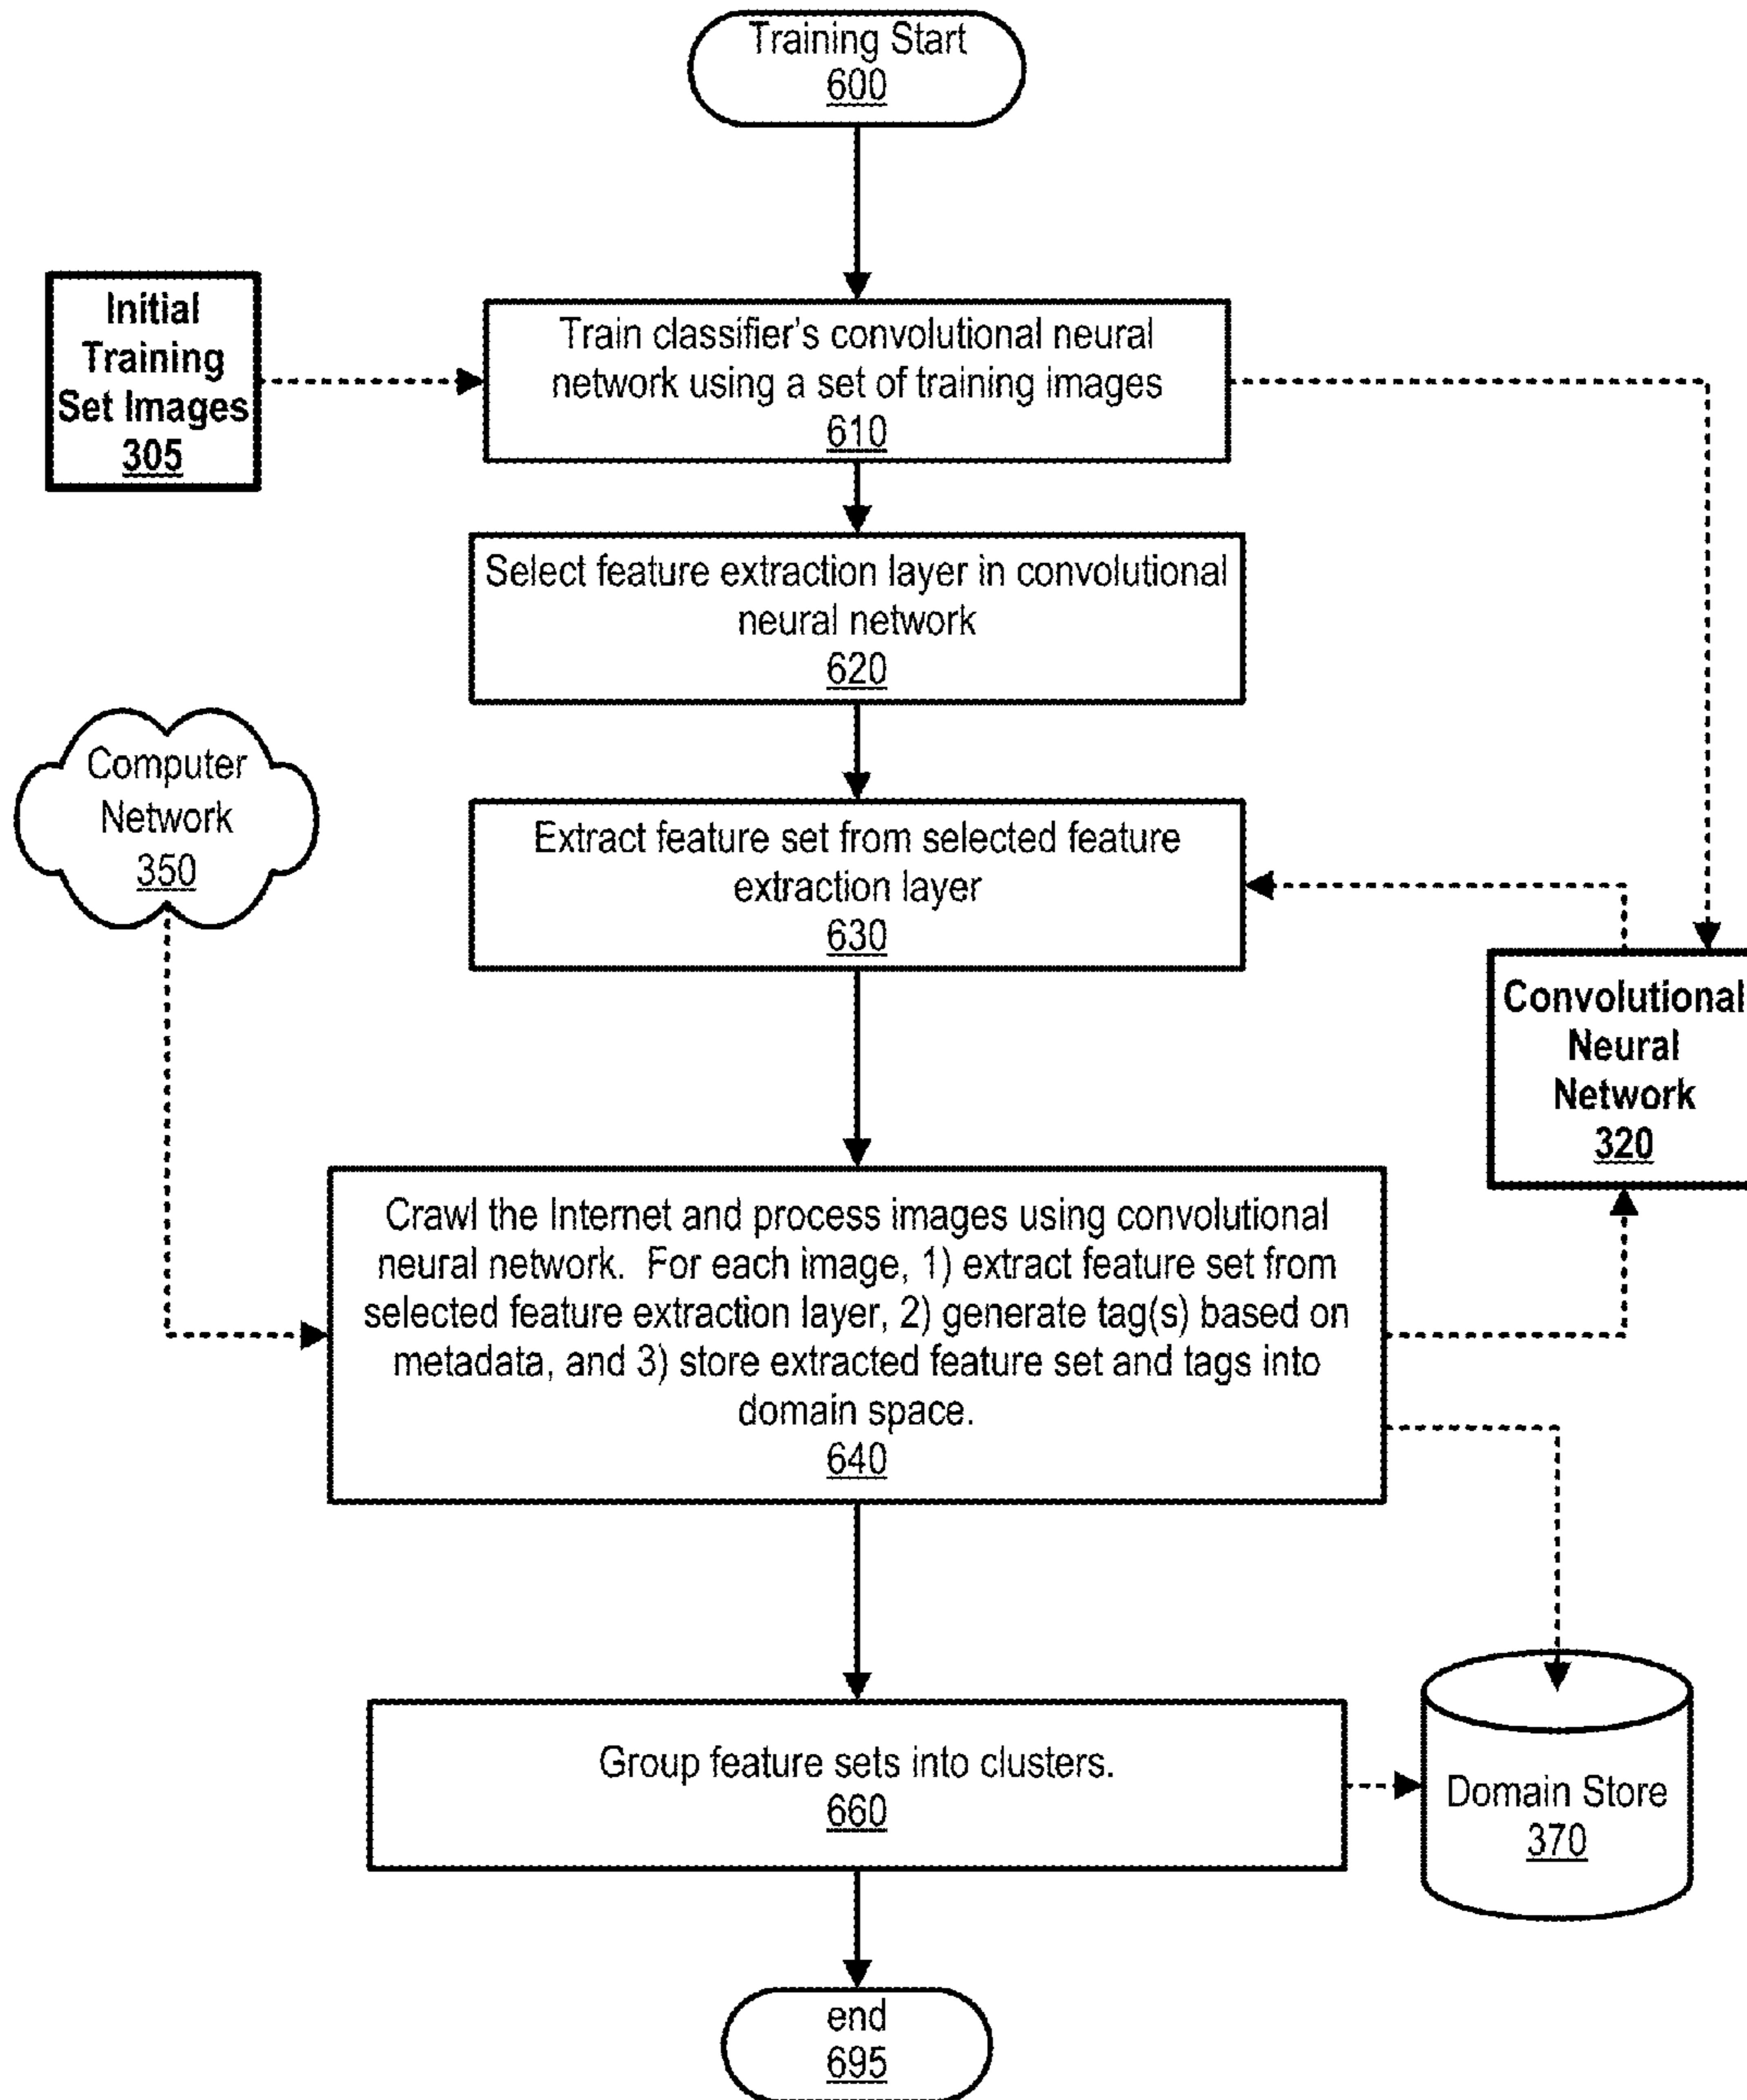 Training Start
600
Initial
Training
Set Images
305
Train classifier's convolutional neural
network using a set of training images
610
Select feature extraction layer in convolutional
neural network
620
Computer
Network
350
Extract feature set from selected feature
extraction layer
630
Convolutional
Neural
Network
320
Crawl the Internet and process images using convolutional
neural network.  For each image, 1) extract feature set from
selected feature extraction layer, 2) generate tag(s) based on
metadata, and 3) store extracted feature set and tags into
domain space.
640
Group feature sets into clusters.
660
Domain Store
370
end
695